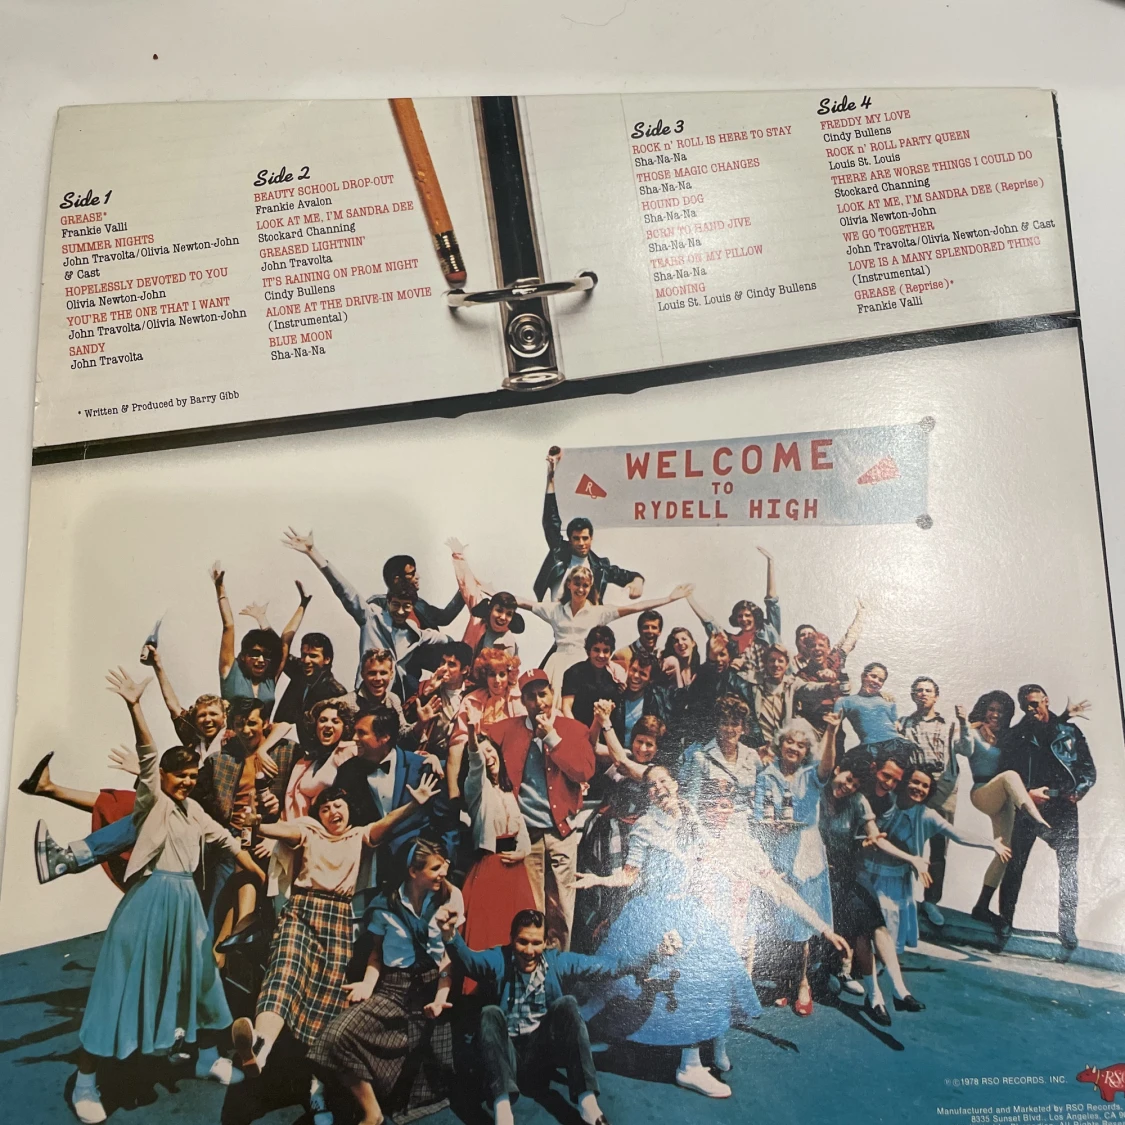 Side 1
GREASE*
Frankie Valli
SUMMER NIGHTS
John Travolta/Olivia Newton-John
& Cast
HOPELESSLY DEVOTED TO YOU
Olivia Newton-John
YOU'RE THE ONE THAT I WANT
John Travolta/Olivia Newton-John
SANDY
John Travolta
* Written & Produced by Barry Gibb
Side 2
BEAUTY SCHOOL DROP-OUT
Frankie Avalon
LOOK AT ME, I'M SANDRA DEE
Stockard Channing
GREASED LIGHTNIN'
John Travolta
IT'S RAINING ON PROM NIGHT
Cindy Bullens
ALONE AT THE DRIVE-IN MOVIE
(Instrumental)
BLUE MOON
Sha-Na-Na
Side 3
ROCK n' ROLL IS HERE TO STAY
Sha-Na-Na
THOSE MAGIC CHANGES
Sha-Na-Na
HOUND DOG
Sha-Na-Na
BORN TO HAND JIVE
Sha-Na-Na
TEARS ON MY PILLOW
Sha-Na-Na
MOONING
Louis St. Louis & Cindy Bullens
Side 4
FREDDY MY LOVE
Cindy Bullens
ROCK n' ROLL PARTY QUEEN
Louis St. Louis
THERE ARE WORSE THINGS I COULD DO
Stockard Channing
LOOK AT ME, I'M SANDRA DEE (Reprise)
Olivia Newton-John
WE GO TOGETHER
John Travolta/Olivia Newton-John & Cast
LOVE IS A MANY SPLENDORED THING
(Instrumental)
GREASE (Reprise)*
Frankie Valli
WELCOME
TO
R
RYDELL HIGH
℗©1978 RSO RECORDS, INC.
RSO
Manufactured and Marketed by RSO Records,
8335 Sunset Blvd., Los Angeles, CA